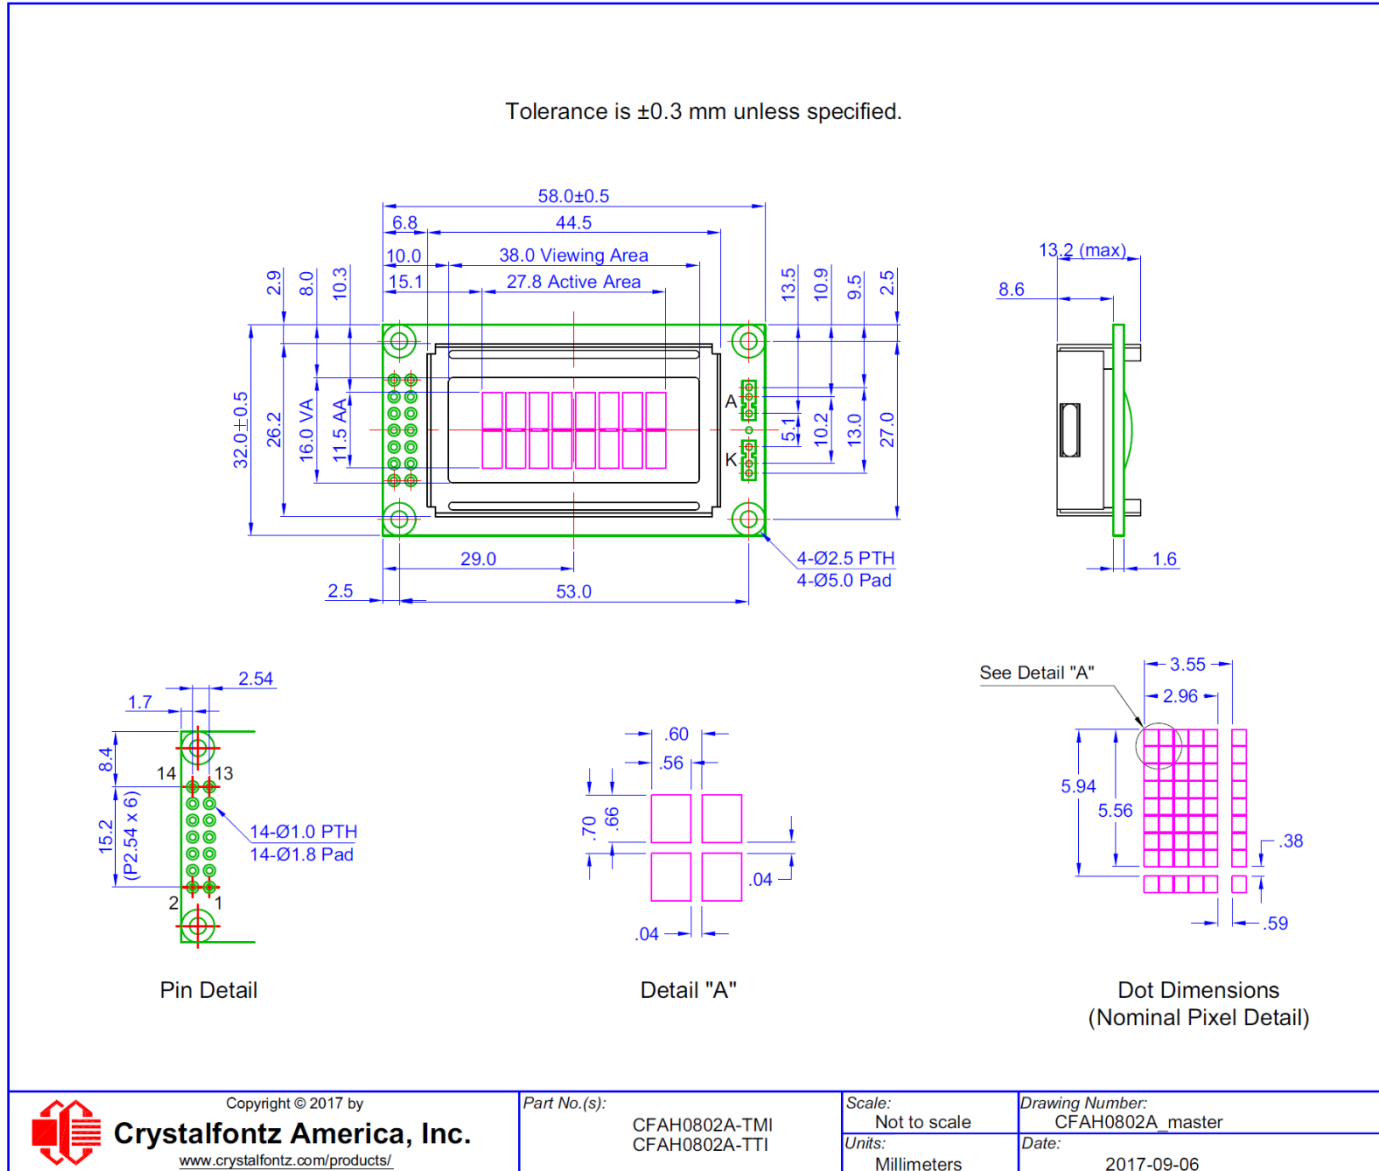 Tolerance is ±0.3 mm unless specified.
58.0±0.5
6.8
44.5
10.0
38.0 Viewing Area
15.1
27.8 Active Area
2.9
8.0
10.3
13.5
10.9
9.5
2.5
13.2 (max)
8.6
32.0±0.5
26.2
16.0 VA
11.5 AA
A
K
5.1
10.2
13.0
27.0
29.0
2.5
53.0
4-Ø2.5 PTH
4-Ø5.0 Pad
1.6
2.54
1.7
8.4
14
13
15.2
(P2.54 x 6)
14-Ø1.0 PTH
14-Ø1.8 Pad
2
1
Pin Detail
.60
.56
.70
.66
.04
.04
Detail "A"
See Detail "A"
3.55
2.96
5.94
5.56
.38
.59
Dot Dimensions
(Nominal Pixel Detail)
Copyright © 2017 by
Crystalfontz America, Inc.
www.crystalfontz.com/products/
Part No.(s):
CFAH0802A-TMI
CFAH0802A-TTI
Scale:
Not to scale
Units:
Millimeters
Drawing Number:
CFAH0802A_master
Date:
2017-09-06